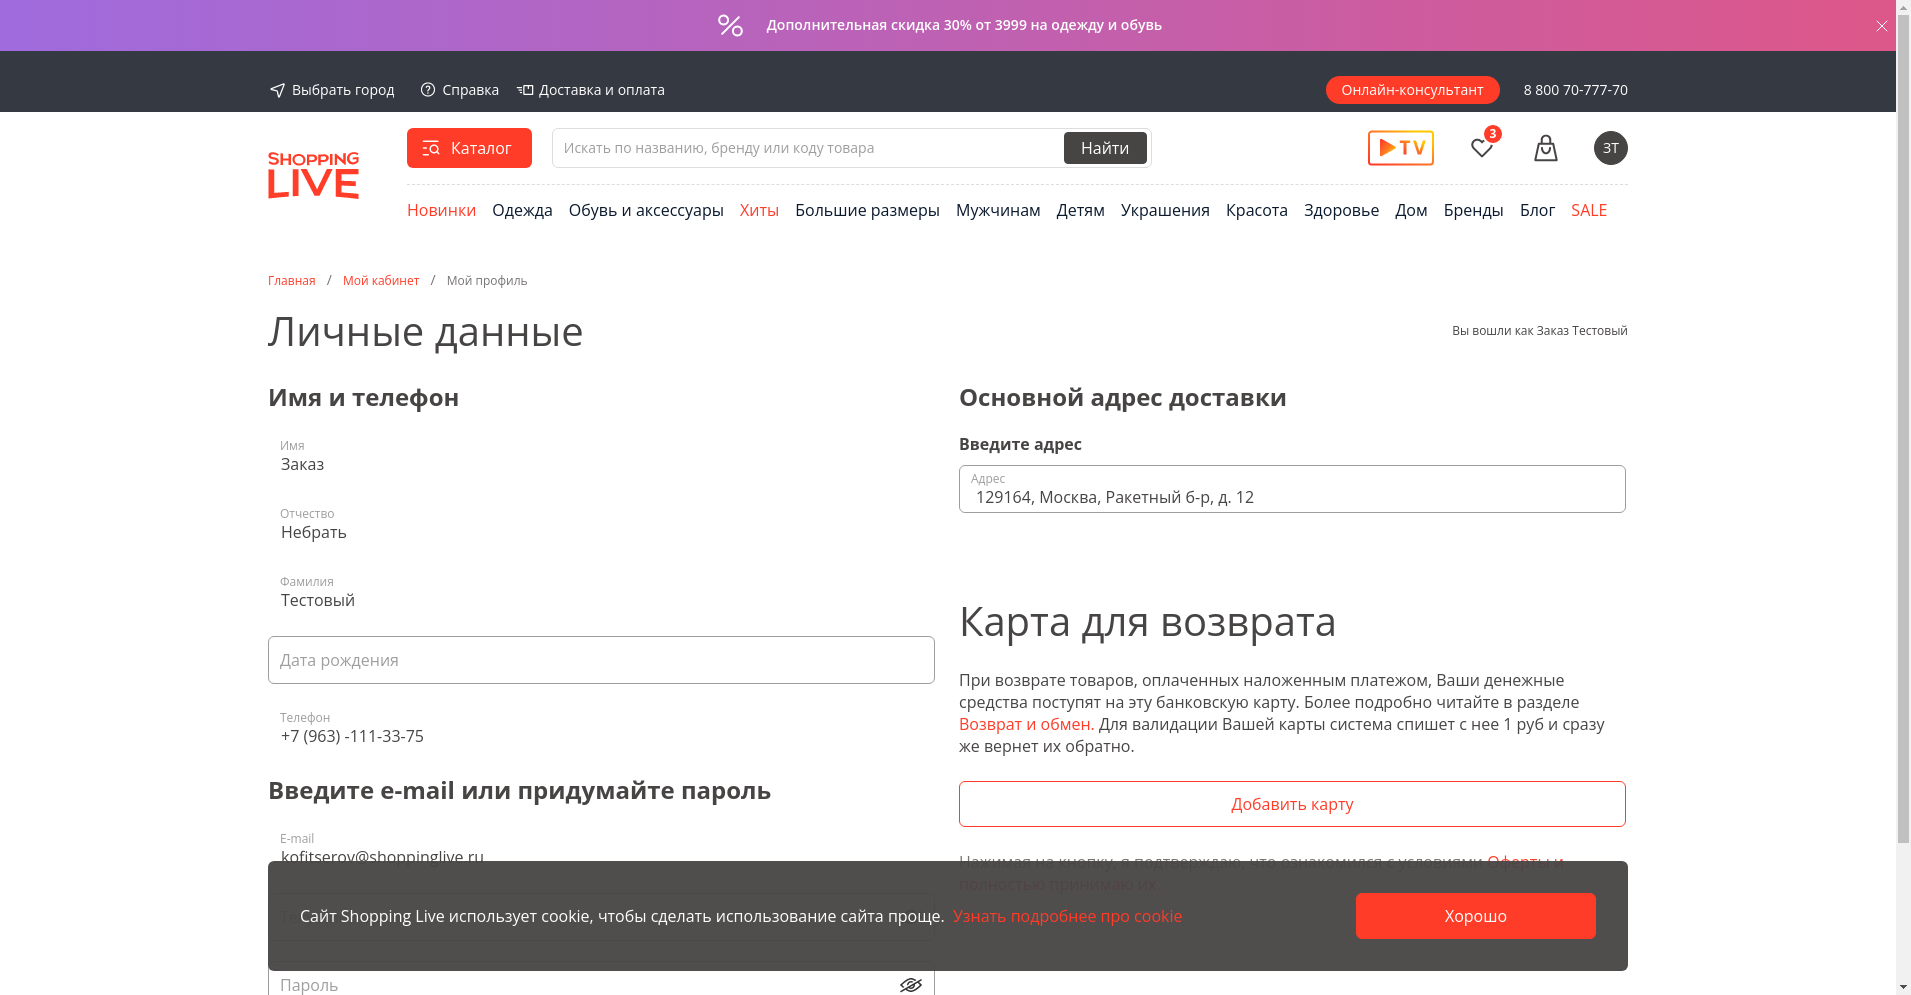 Дополнительная скидка 30% от 3999 на одежду и обувь
Выбрать город Справка Доставка и оплата Онлайн-консультант 8 800 70-777-70
SHOPPING LIVE
Каталог Искать по названию, бренду или коду товара Найти TV 3 ЗТ
Новинки Одежда Обувь и аксессуары Хиты Большие размеры Мужчинам Детям Украшения Красота Здоровье Дом Бренды Блог SALE
Главная / Мой кабинет / Мой профиль
Личные данные
Вы вошли как Заказ Тестовый
Имя и телефон
Имя
Заказ
Отчество
Небрать
Фамилия
Тестовый
Дата рождения
Телефон
+7 (963) -111-33-75
Введите e-mail или придумайте пароль
E-mail
kofitserov@shoppinglive.ru
Пароль
Основной адрес доставки
Введите адрес
Адрес
129164, Москва, Ракетный б-р, д. 12
Карта для возврата
При возврате товаров, оплаченных наложенным платежом, Ваши денежные
средства поступят на эту банковскую карту. Более подробно читайте в разделе
Возврат и обмен. Для валидации Вашей карты система спишет с нее 1 руб и сразу
же вернет их обратно.
Добавить карту
Нажимая на кнопку, я подтверждаю, что ознакомился с условиями Оферты и
полностью принимаю их
Сайт Shopping Live использует cookie, чтобы сделать использование сайта проще. Узнать подробнее про cookie
Хорошо